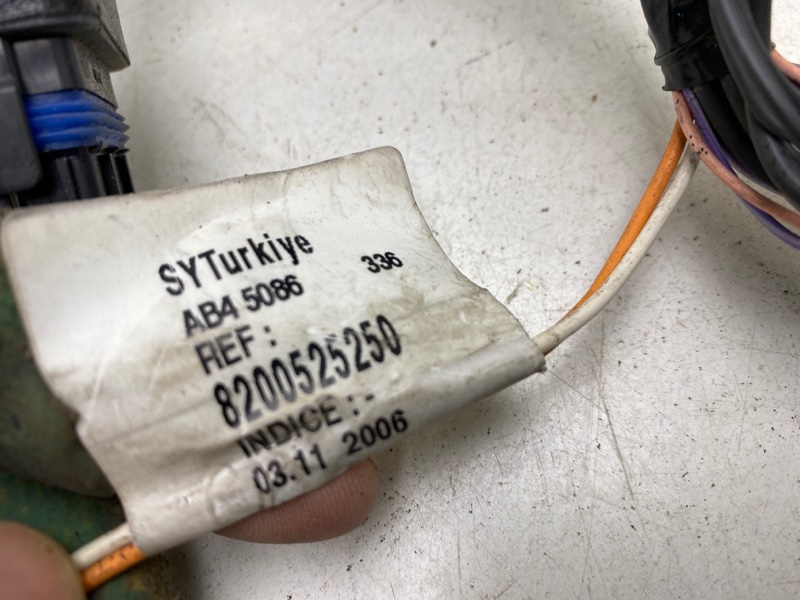 SYTurkiye
AB4 5086 336
REF :
8200525250
INDICE : -
03.11 2006